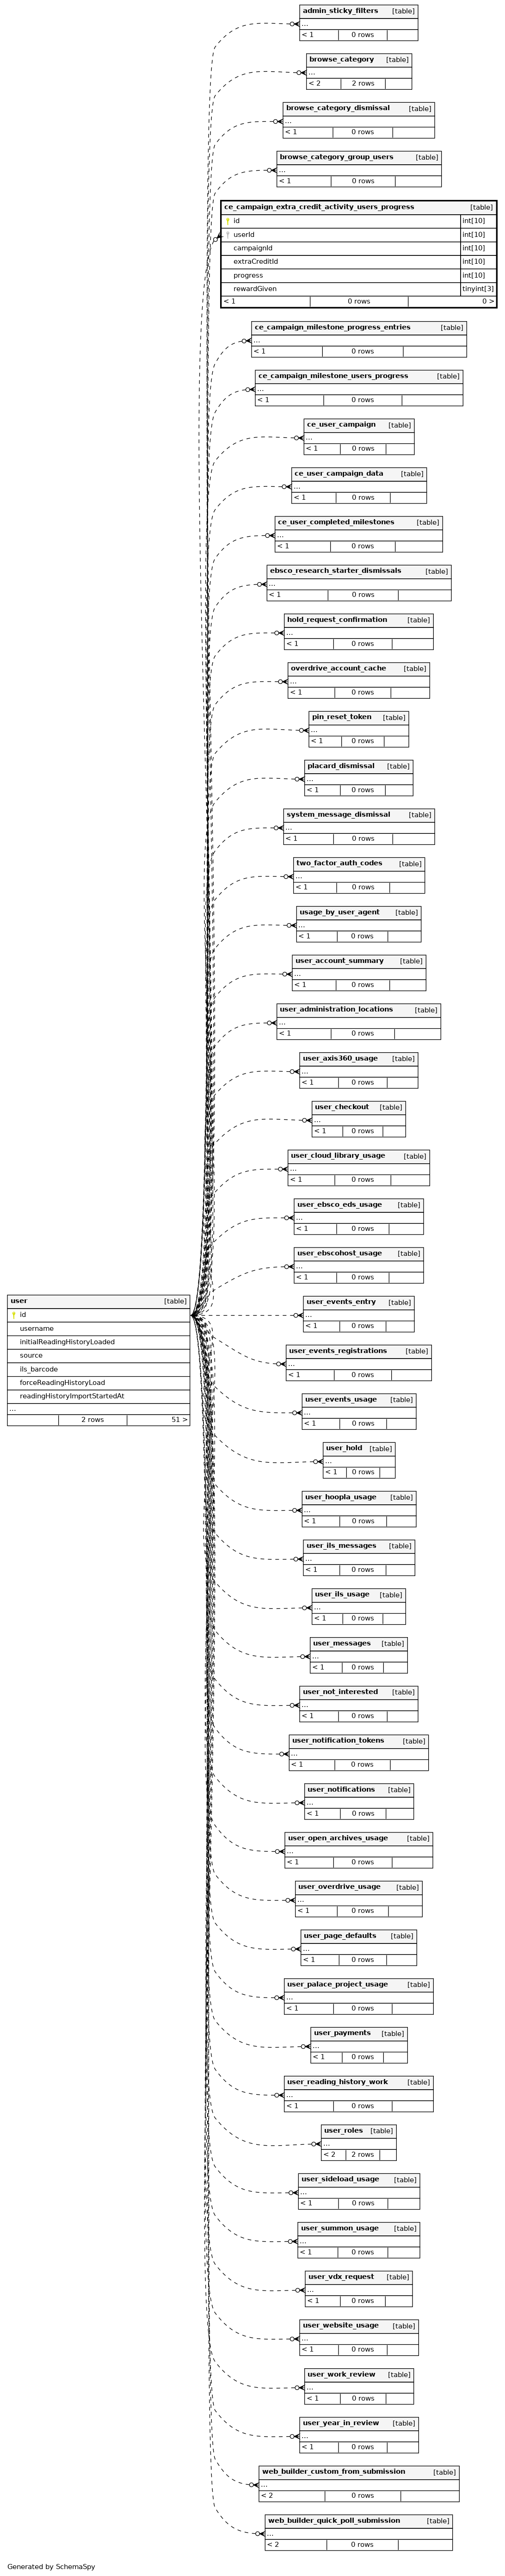 admin_sticky_filters [table]
...
< 1 0 rows
browse_category [table]
...
< 2 2 rows
browse_category_dismissal [table]
...
< 1 0 rows
browse_category_group_users [table]
...
< 1 0 rows
ce_campaign_extra_credit_activity_users_progress [table]
id int[10]
userId int[10]
campaignId int[10]
extraCreditId int[10]
progress int[10]
rewardGiven tinyint[3]
< 1 0 rows 0 >
ce_campaign_milestone_progress_entries [table]
...
< 1 0 rows
ce_campaign_milestone_users_progress [table]
...
< 1 0 rows
ce_user_campaign [table]
...
< 1 0 rows
ce_user_campaign_data [table]
...
< 1 0 rows
ce_user_completed_milestones [table]
...
< 1 0 rows
ebsco_research_starter_dismissals [table]
...
< 1 0 rows
hold_request_confirmation [table]
...
< 1 0 rows
overdrive_account_cache [table]
...
< 1 0 rows
pin_reset_token [table]
...
< 1 0 rows
placard_dismissal [table]
...
< 1 0 rows
system_message_dismissal [table]
...
< 1 0 rows
two_factor_auth_codes [table]
...
< 1 0 rows
usage_by_user_agent [table]
...
< 1 0 rows
user_account_summary [table]
...
< 1 0 rows
user_administration_locations [table]
...
< 1 0 rows
user_axis360_usage [table]
...
< 1 0 rows
user_checkout [table]
...
< 1 0 rows
user_cloud_library_usage [table]
...
< 1 0 rows
user_ebsco_eds_usage [table]
...
< 1 0 rows
user_ebscohost_usage [table]
...
< 1 0 rows
user [table]
id
username
initialReadingHistoryLoaded
source
ils_barcode
forceReadingHistoryLoad
readingHistoryImportStartedAt
...
2 rows 51 >
user_events_entry [table]
...
< 1 0 rows
user_events_registrations [table]
...
< 1 0 rows
user_events_usage [table]
...
< 1 0 rows
user_hold [table]
...
< 1 0 rows
user_hoopla_usage [table]
...
< 1 0 rows
user_ils_messages [table]
...
< 1 0 rows
user_ils_usage [table]
...
< 1 0 rows
user_messages [table]
...
< 1 0 rows
user_not_interested [table]
...
< 1 0 rows
user_notification_tokens [table]
...
< 1 0 rows
user_notifications [table]
...
< 1 0 rows
user_open_archives_usage [table]
...
< 1 0 rows
user_overdrive_usage [table]
...
< 1 0 rows
user_page_defaults [table]
...
< 1 0 rows
user_palace_project_usage [table]
...
< 1 0 rows
user_payments [table]
...
< 1 0 rows
user_reading_history_work [table]
...
< 1 0 rows
user_roles [table]
...
< 2 2 rows
user_sideload_usage [table]
...
< 1 0 rows
user_summon_usage [table]
...
< 1 0 rows
user_vdx_request [table]
...
< 1 0 rows
user_website_usage [table]
...
< 1 0 rows
user_work_review [table]
...
< 1 0 rows
user_year_in_review [table]
...
< 1 0 rows
web_builder_custom_from_submission [table]
...
< 2 0 rows
web_builder_quick_poll_submission [table]
...
< 2 0 rows
Generated by SchemaSpy